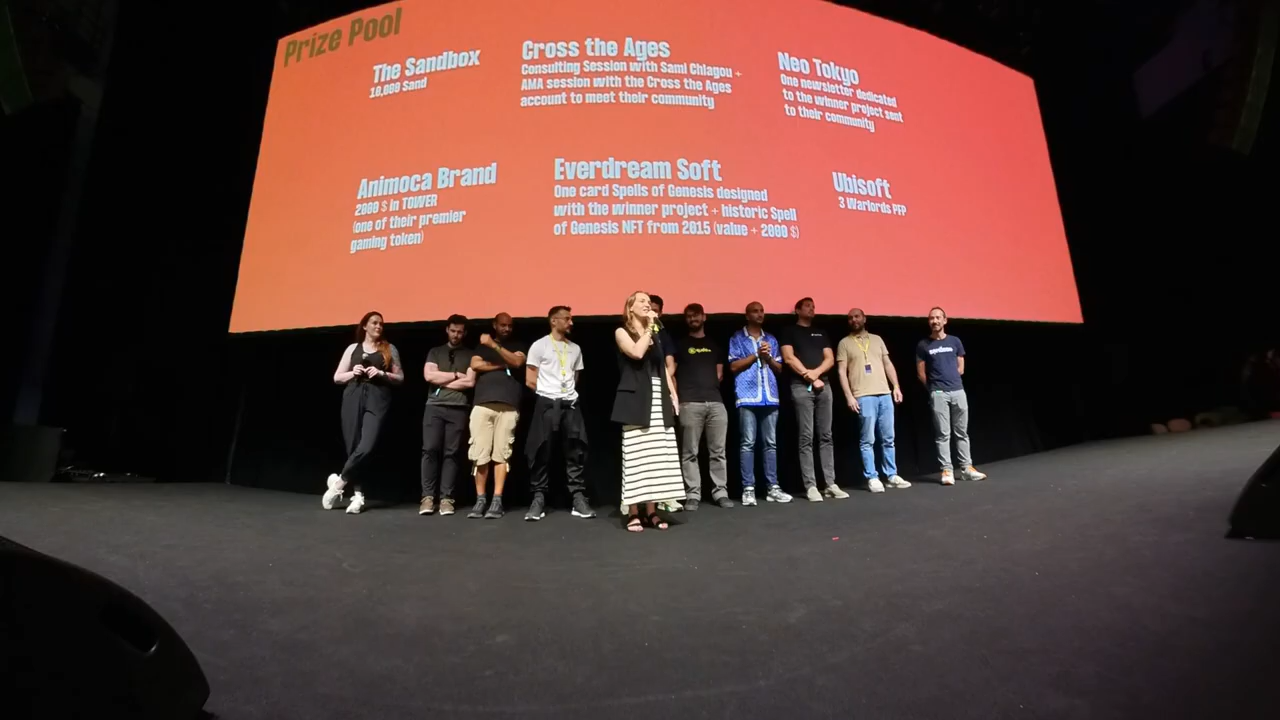 Prize Pool
The Sandbox
10,000 Sand
Cross the Ages
Consulting Session with Sami Chlagou +
AMA session with the Cross the Ages
account to meet their community
Neo Tokyo
One newsletter dedicated
to the winner project sent
to their community
Animoca Brand
2000 $ in TOWER
(one of their premier
gaming token)
Everdream Soft
One card Spells of Genesis designed
with the winner project + historic Spell
of Genesis NFT from 2015 (value + 2000 $)
Ubisoft
3 Warlords PFP